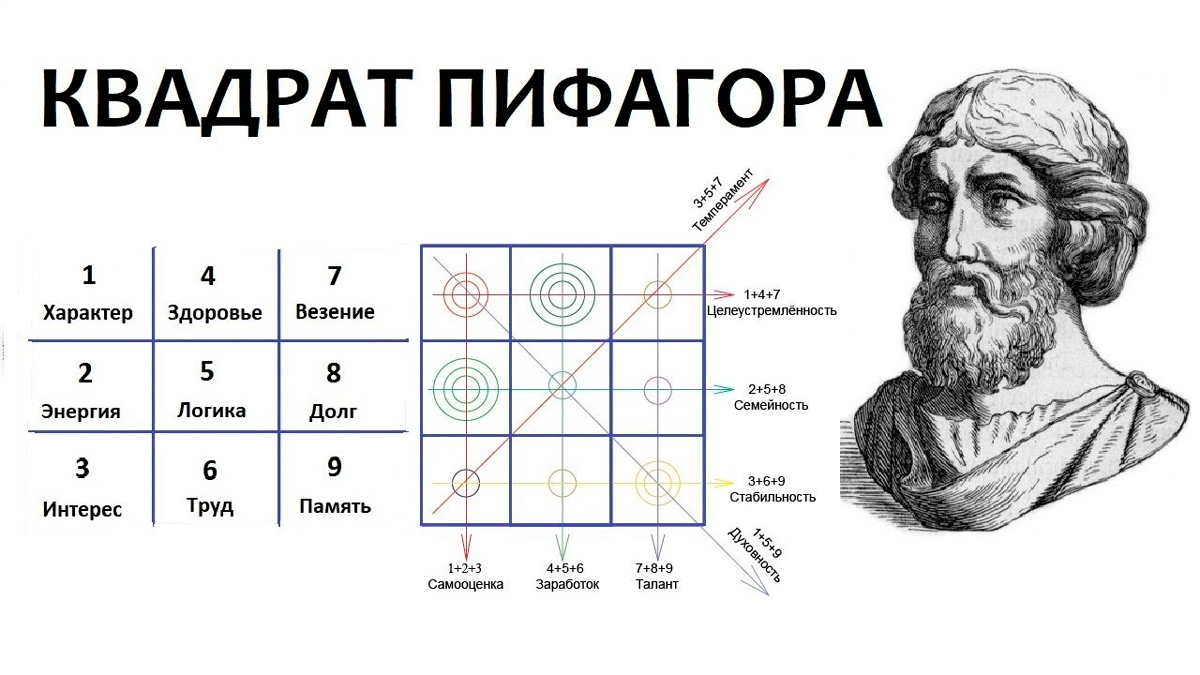 КВАДРАТ ПИФАГОРА
1 4 7
Характер Здоровье Везение
2 5 8
Энергия Логика Долг
3 6 9
Интерес Труд Память
3+5+7
Темперамент
1+4+7
Целеустремлённость
2+5+8
Семейность
3+6+9
Стабильность
1+5+9
Духовность
1+2+3 4+5+6 7+8+9
Самооценка Заработок Талант